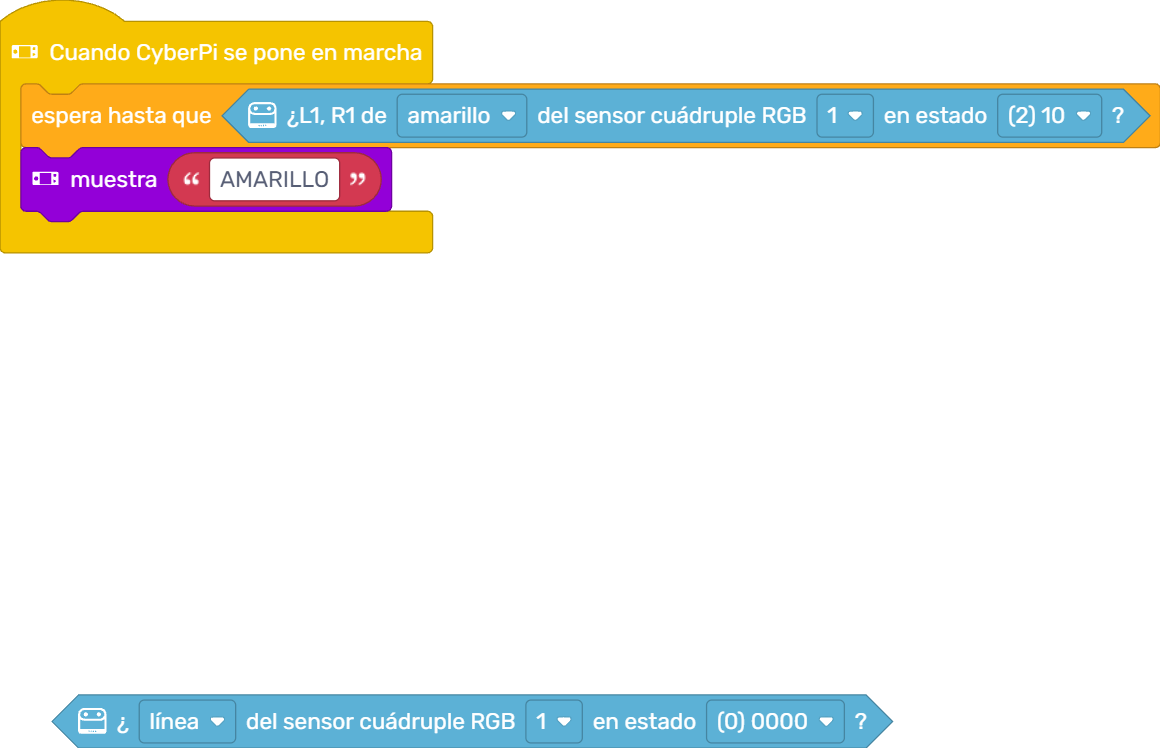 Cuando CyberPi se pone en marcha
espera hasta que ¿L1, R1 de amarillo del sensor cuádruple RGB 1 en estado (2) 10 ?
muestra “ AMARILLO ”
¿ línea del sensor cuádruple RGB 1 en estado (0) 0000 ?